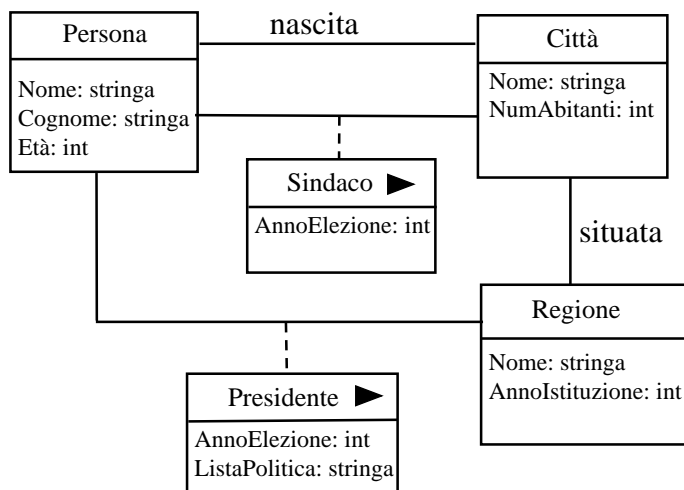 Persona
nascita
Città
Nome: stringa
Cognome: stringa
Età: int
Nome: stringa
NumAbitanti: int
Sindaco
AnnoElezione: int
situata
Regione
Nome: stringa
AnnoIstituzione: int
Presidente
AnnoElezione: int
ListaPolitica: stringa